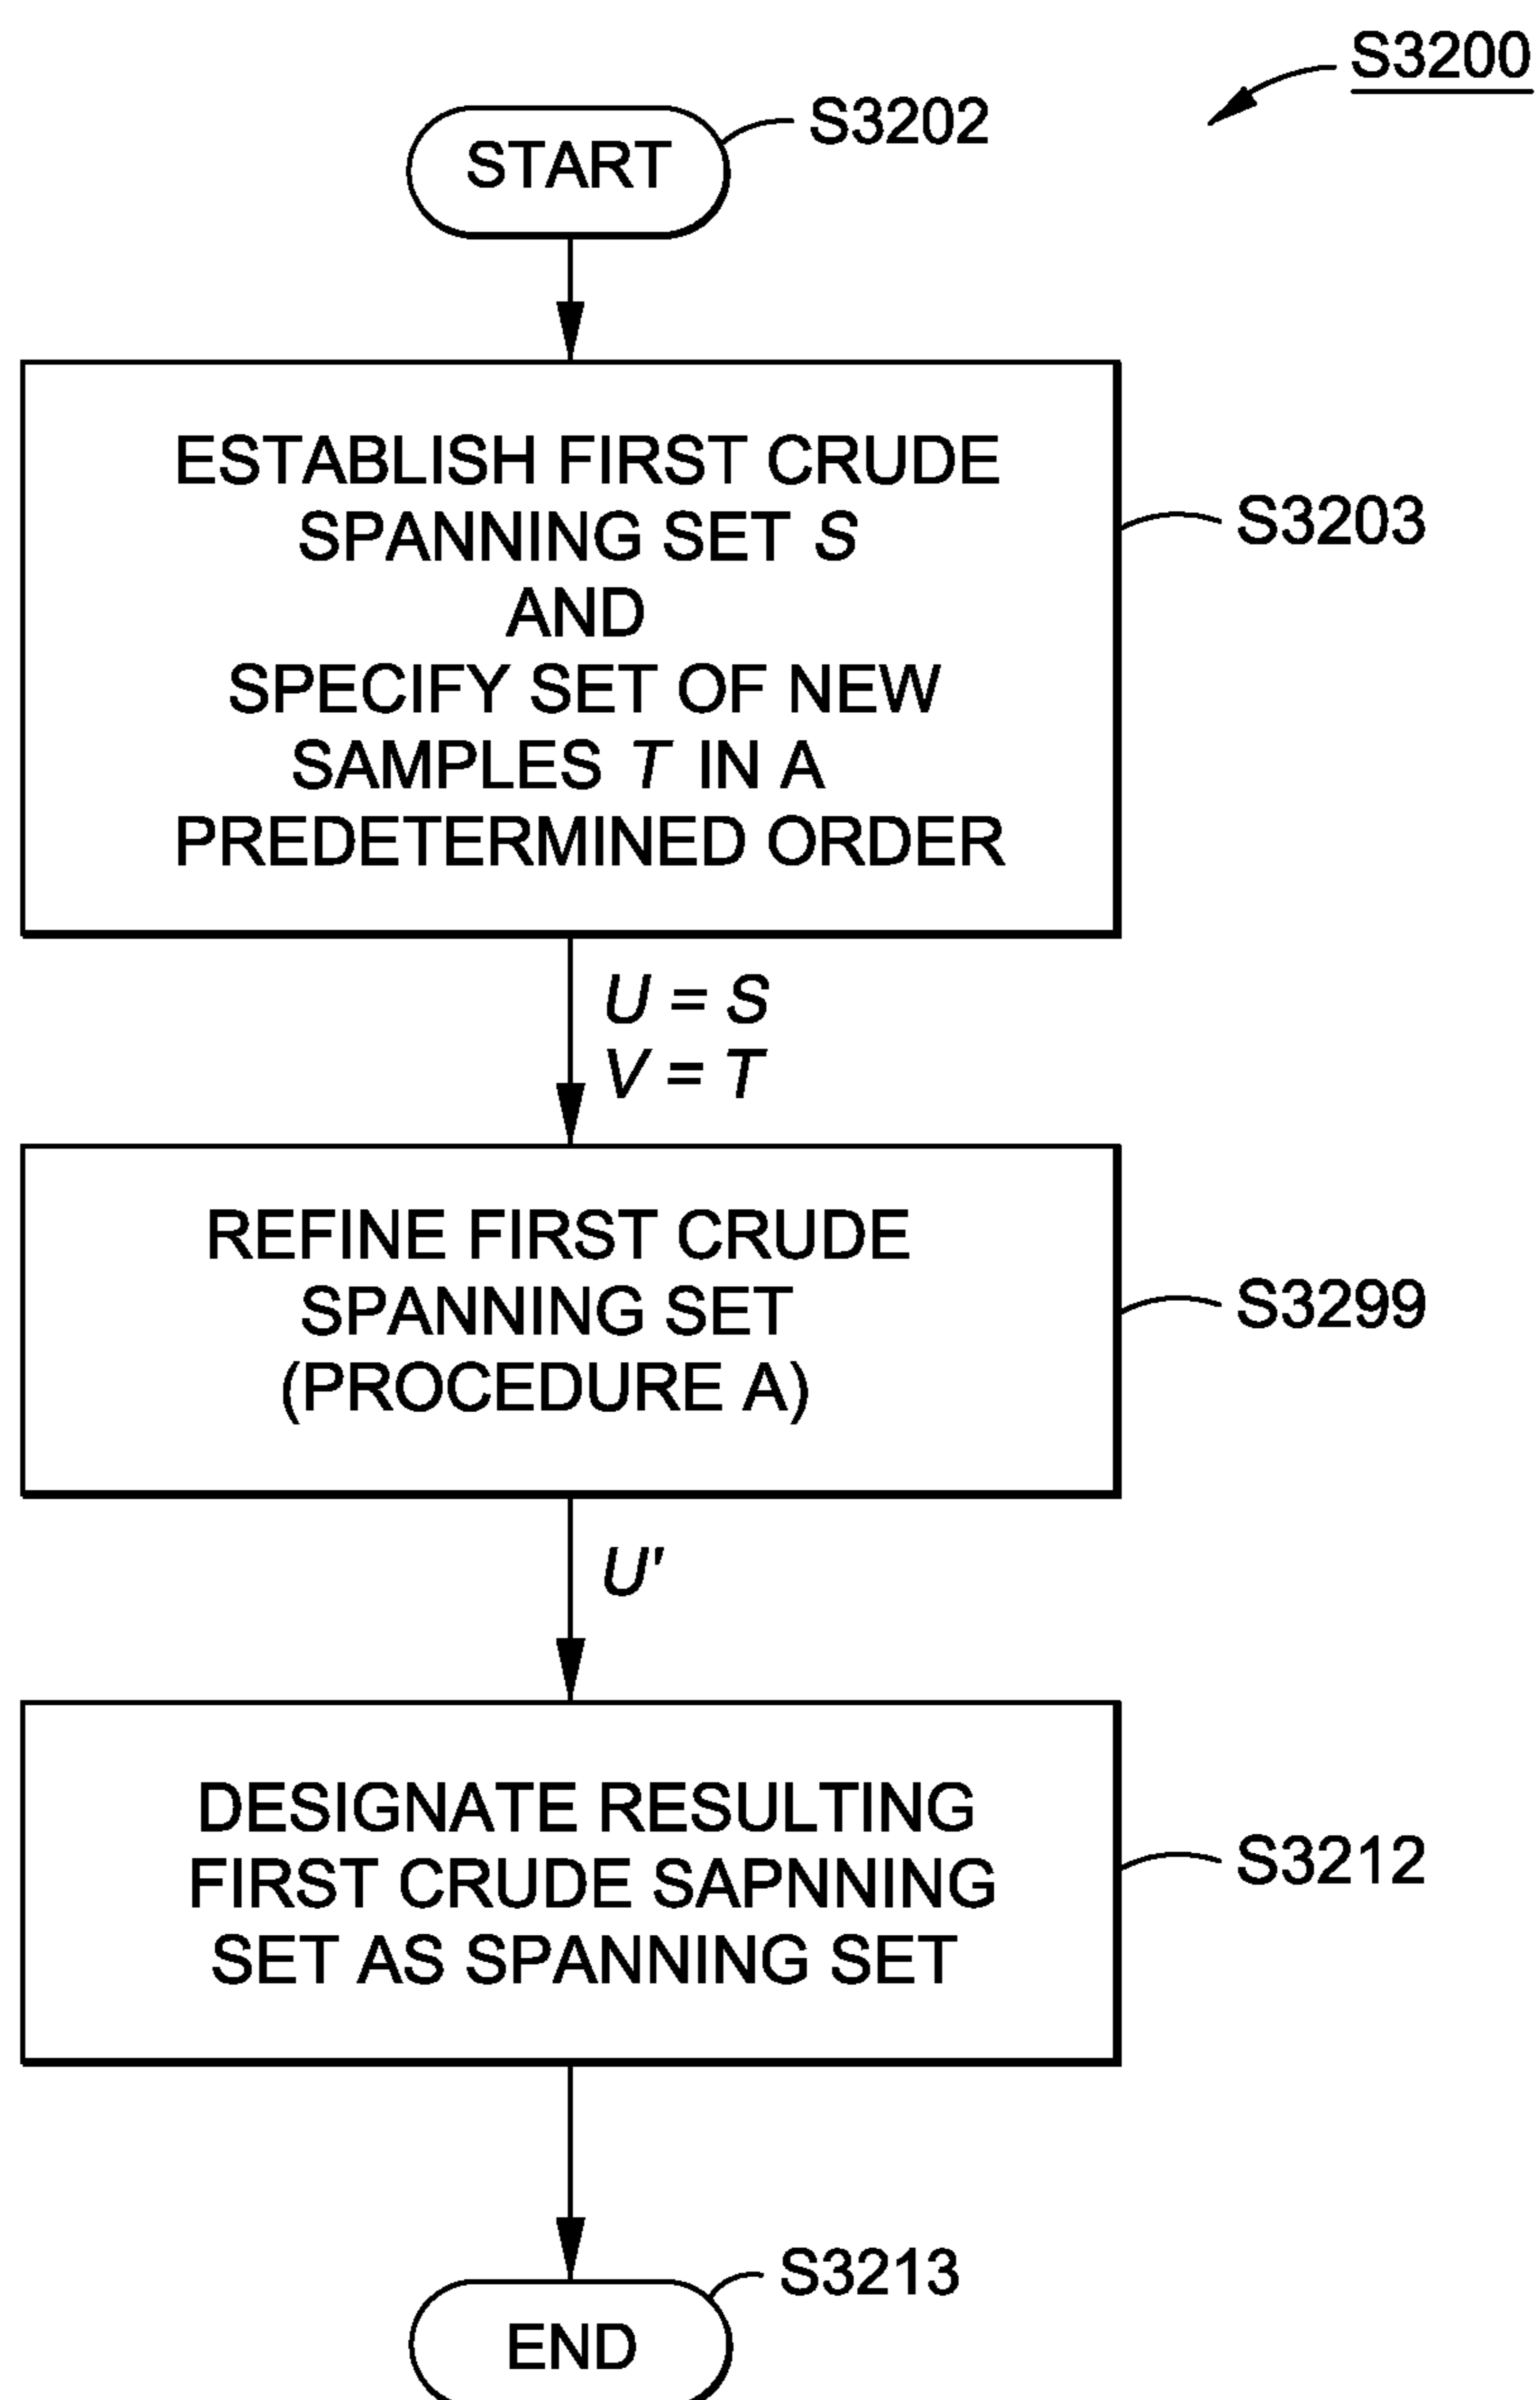 S3200
START
S3202
ESTABLISH FIRST CRUDE
SPANNING SET S
AND
SPECIFY SET OF NEW
SAMPLES T IN A
PREDETERMINED ORDER
S3203
U = S
V = T
REFINE FIRST CRUDE
SPANNING SET
(PROCEDURE A)
S3299
U'
DESIGNATE RESULTING
FIRST CRUDE SAPNNING
SET AS SPANNING SET
S3212
S3213
END